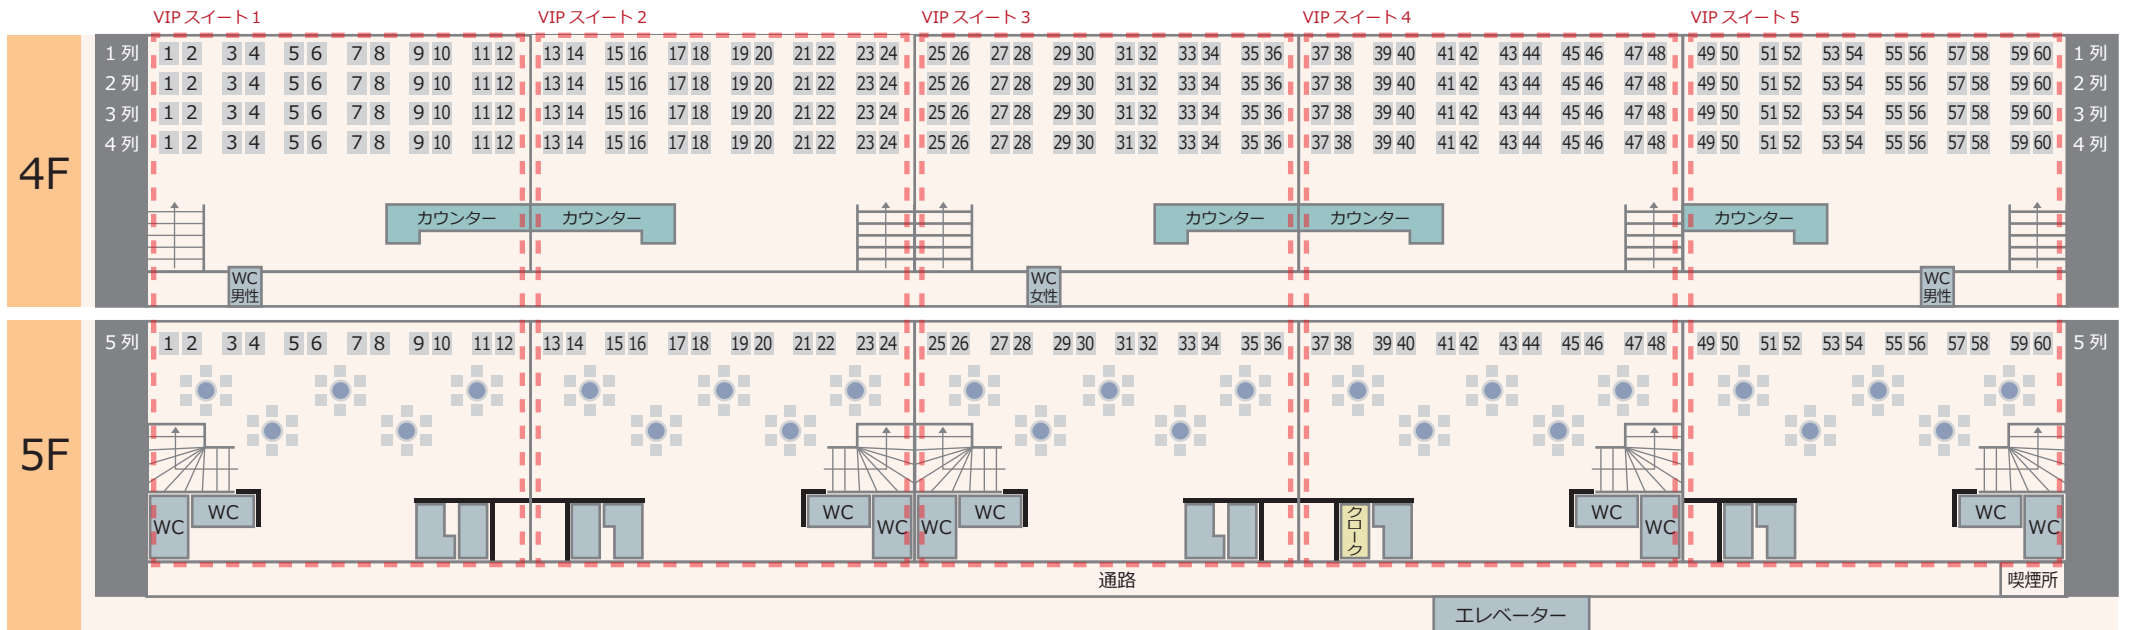 VIP スイート 1 VIP スイート 2 VIP スイート 3 VIP スイート 4 VIP スイート 5
4F
1 列 1 2 3 4 5 6 7 8 9 10 11 12 13 14 15 16 17 18 19 20 21 22 23 24 25 26 27 28 29 30 31 32 33 34 35 36 37 38 39 40 41 42 43 44 45 46 47 48 49 50 51 52 53 54 55 56 57 58 59 60 1 列
2 列 1 2 3 4 5 6 7 8 9 10 11 12 13 14 15 16 17 18 19 20 21 22 23 24 25 26 27 28 29 30 31 32 33 34 35 36 37 38 39 40 41 42 43 44 45 46 47 48 49 50 51 52 53 54 55 56 57 58 59 60 2 列
3 列 1 2 3 4 5 6 7 8 9 10 11 12 13 14 15 16 17 18 19 20 21 22 23 24 25 26 27 28 29 30 31 32 33 34 35 36 37 38 39 40 41 42 43 44 45 46 47 48 49 50 51 52 53 54 55 56 57 58 59 60 3 列
4 列 1 2 3 4 5 6 7 8 9 10 11 12 13 14 15 16 17 18 19 20 21 22 23 24 25 26 27 28 29 30 31 32 33 34 35 36 37 38 39 40 41 42 43 44 45 46 47 48 49 50 51 52 53 54 55 56 57 58 59 60 4 列
カウンター カウンター カウンター カウンター カウンター
WC WC WC
男性 女性 男性
5F
5 列 1 2 3 4 5 6 7 8 9 10 11 12 13 14 15 16 17 18 19 20 21 22 23 24 25 26 27 28 29 30 31 32 33 34 35 36 37 38 39 40 41 42 43 44 45 46 47 48 49 50 51 52 53 54 55 56 57 58 59 60 5 列
WC WC WC WC WC WC クローク WC WC WC WC
通路 喫煙所
エレベーター